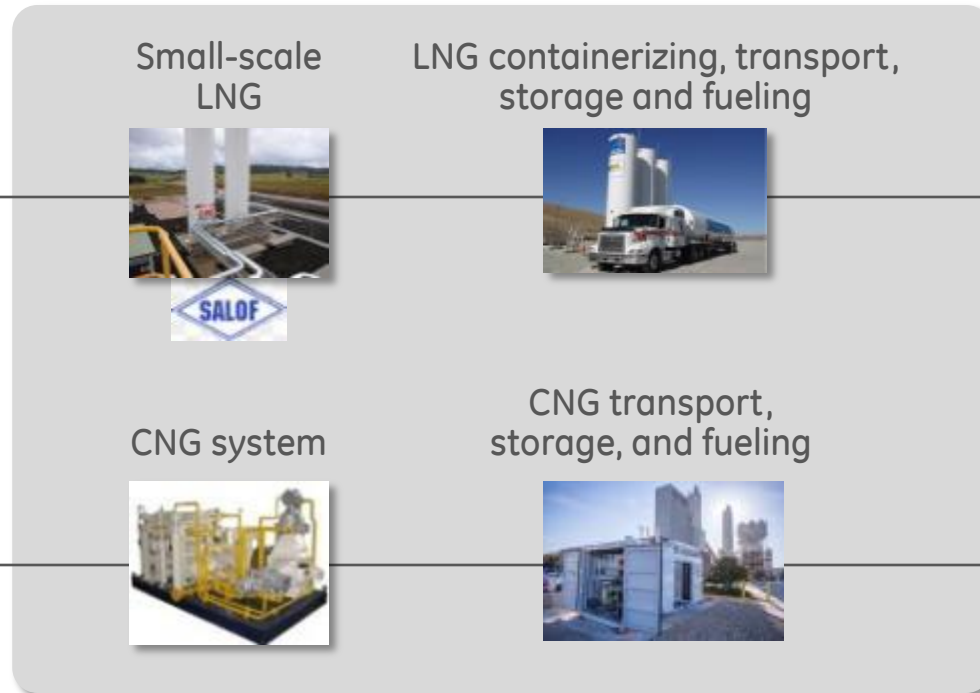 Small-scale
LNG
LNG containerizing, transport,
storage and fueling
SALOF
CNG system
CNG transport,
storage, and fueling